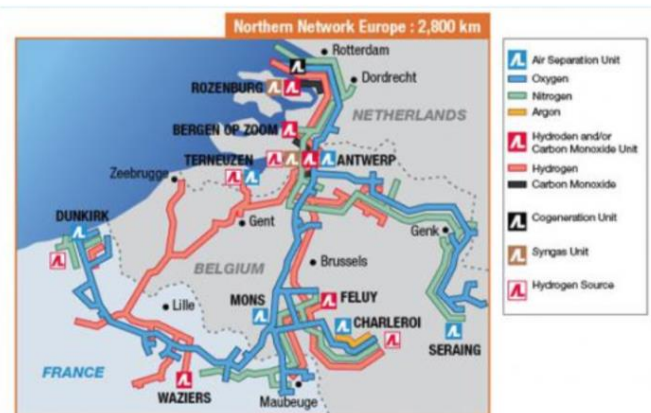 Northern Network Europe : 2,800 km
Rotterdam
Dordrecht
ROZENBURG
NETHERLANDS
BERGEN OP ZOOM
TERNEUZEN
ANTWERP
Zeebrugge
DUNKIRK
Gent
Genk
BELGIUM
Brussels
Lille
MONS
FELUY
CHARLEROI
SERAING
FRANCE
WAZIERS
Maubeuge
Air Separation Unit
Oxygen
Nitrogen
Argon
Hydroden and/or
Carbon Monoxide Unit
Hydrogen
Carbon Monoxide
Cogeneration Unit
Syngas Unit
Hydrogen Source